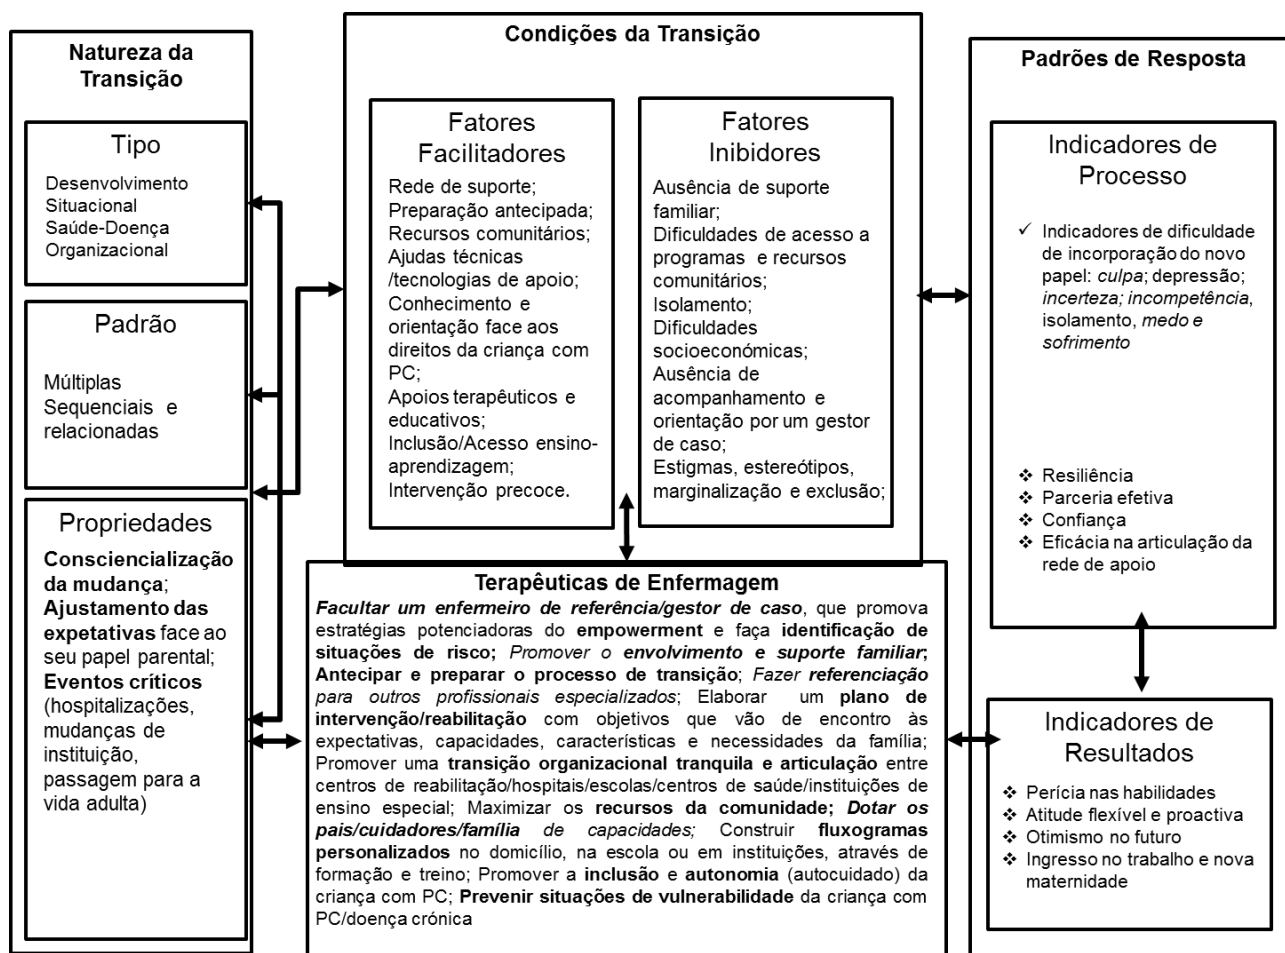 Natureza da
Transição
Tipo
Desenvolvimento
Situacional
Saúde-Doença
Organizacional
Padrão
Múltiplas
Sequenciais e
relacionadas
Propriedades
Consciencialização
da mudança;
Ajustamento das
expetativas face ao
seu papel parental;
Eventos críticos
(hospitalizações,
mudanças de
instituição,
passagem para a
vida adulta)
Condições da Transição
Fatores
Facilitadores
Rede de suporte;
Preparação antecipada;
Recursos comunitários;
Ajudas técnicas
/tecnologias de apoio;
Conhecimento e
orientação face aos
direitos da criança com
PC;
Apoios terapêuticos e
educativos;
Inclusão/Acesso ensino-
aprendizagem;
Intervenção precoce.
Fatores
Inibidores
Ausência de suporte
familiar;
Dificuldades de acesso a
programas e recursos
comunitários;
Isolamento;
Dificuldades
socioeconómicas;
Ausência de
acompanhamento e
orientação por um gestor
de caso;
Estigmas, estereótipos,
marginalização e exclusão;
Terapêuticas de Enfermagem
Facultar um enfermeiro de referência/gestor de caso, que promova
estratégias potenciadoras do empowerment e faça identificação de
situações de risco; Promover o envolvimento e suporte familiar;
Antecipar e preparar o processo de transição; Fazer referenciação
para outros profissionais especializados; Elaborar um plano de
intervenção/reabilitação com objetivos que vão de encontro às
expectativas, capacidades, características e necessidades da família;
Promover uma transição organizacional tranquila e articulação entre
centros de reabilitação/hospitais/escolas/centros de saúde/instituições de
ensino especial; Maximizar os recursos da comunidade; Dotar os
pais/cuidadores/família de capacidades; Construir fluxogramas
personalizados no domicílio, na escola ou em instituições, através de
formação e treino; Promover a inclusão e autonomia (autocuidado) da
criança com PC; Prevenir situações de vulnerabilidade da criança com
PC/doença crónica
Padrões de Resposta
Indicadores de
Processo
✓ Indicadores de dificuldade
de incorporação do novo
papel: culpa; depressão;
incerteza; incompetência,
isolamento, medo e
sofrimento
❖ Resiliência
❖ Parceria efetiva
❖ Confiança
❖ Eficácia na articulação da
rede de apoio
Indicadores de
Resultados
❖ Perícia nas habilidades
❖ Atitude flexível e proactiva
❖ Otimismo no futuro
❖ Ingresso no trabalho e nova
maternidade